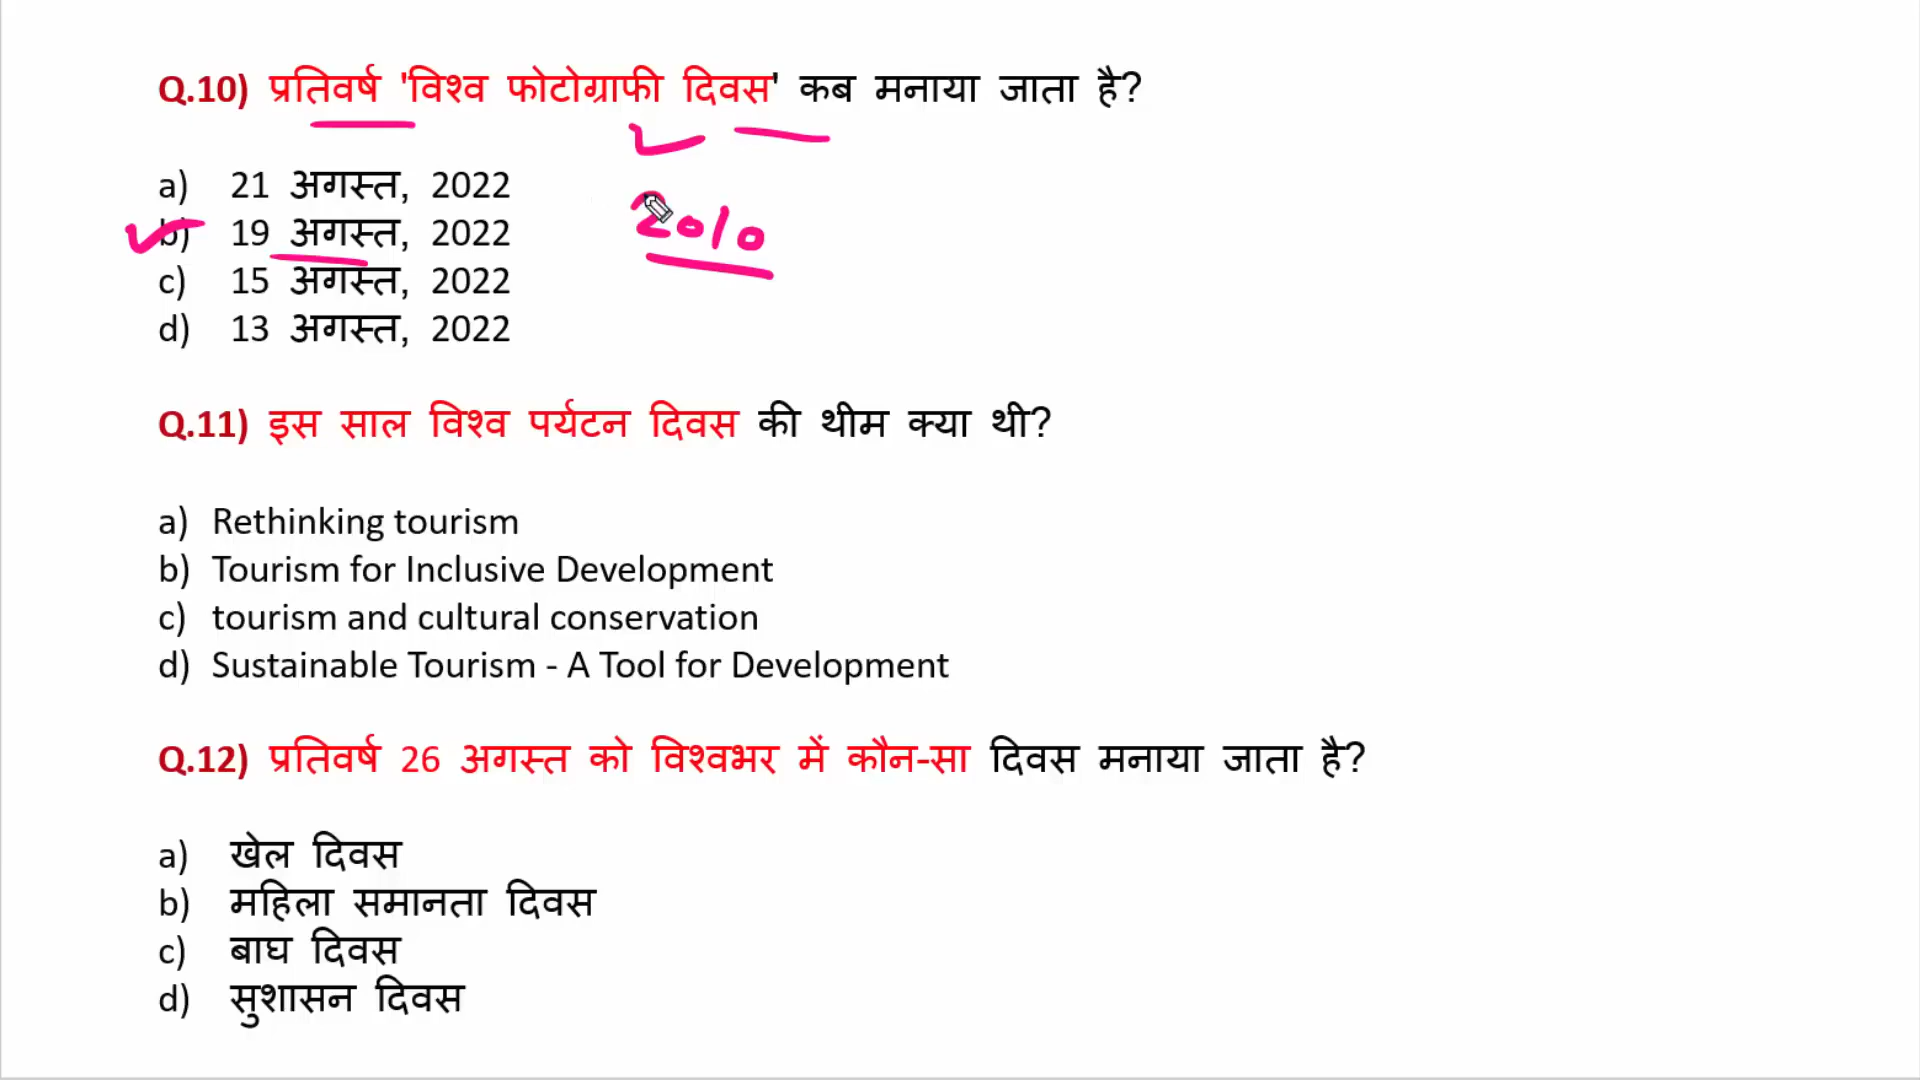 Q.10) प्रतिवर्ष 'विश्व फोटोग्राफी दिवस' कब मनाया जाता है?
a) 21 अगस्त, 2022
b) 19 अगस्त, 2022
2010
c) 15 अगस्त, 2022
d) 13 अगस्त, 2022
Q.11) इस साल विश्व पर्यटन दिवस की थीम क्या थी?
a) Rethinking tourism
b) Tourism for Inclusive Development
c) tourism and cultural conservation
d) Sustainable Tourism - A Tool for Development
Q.12) प्रतिवर्ष 26 अगस्त को विश्वभर में कौन-सा दिवस मनाया जाता है?
a) खेल दिवस
b) महिला समानता दिवस
c) बाघ दिवस
d) सुशासन दिवस